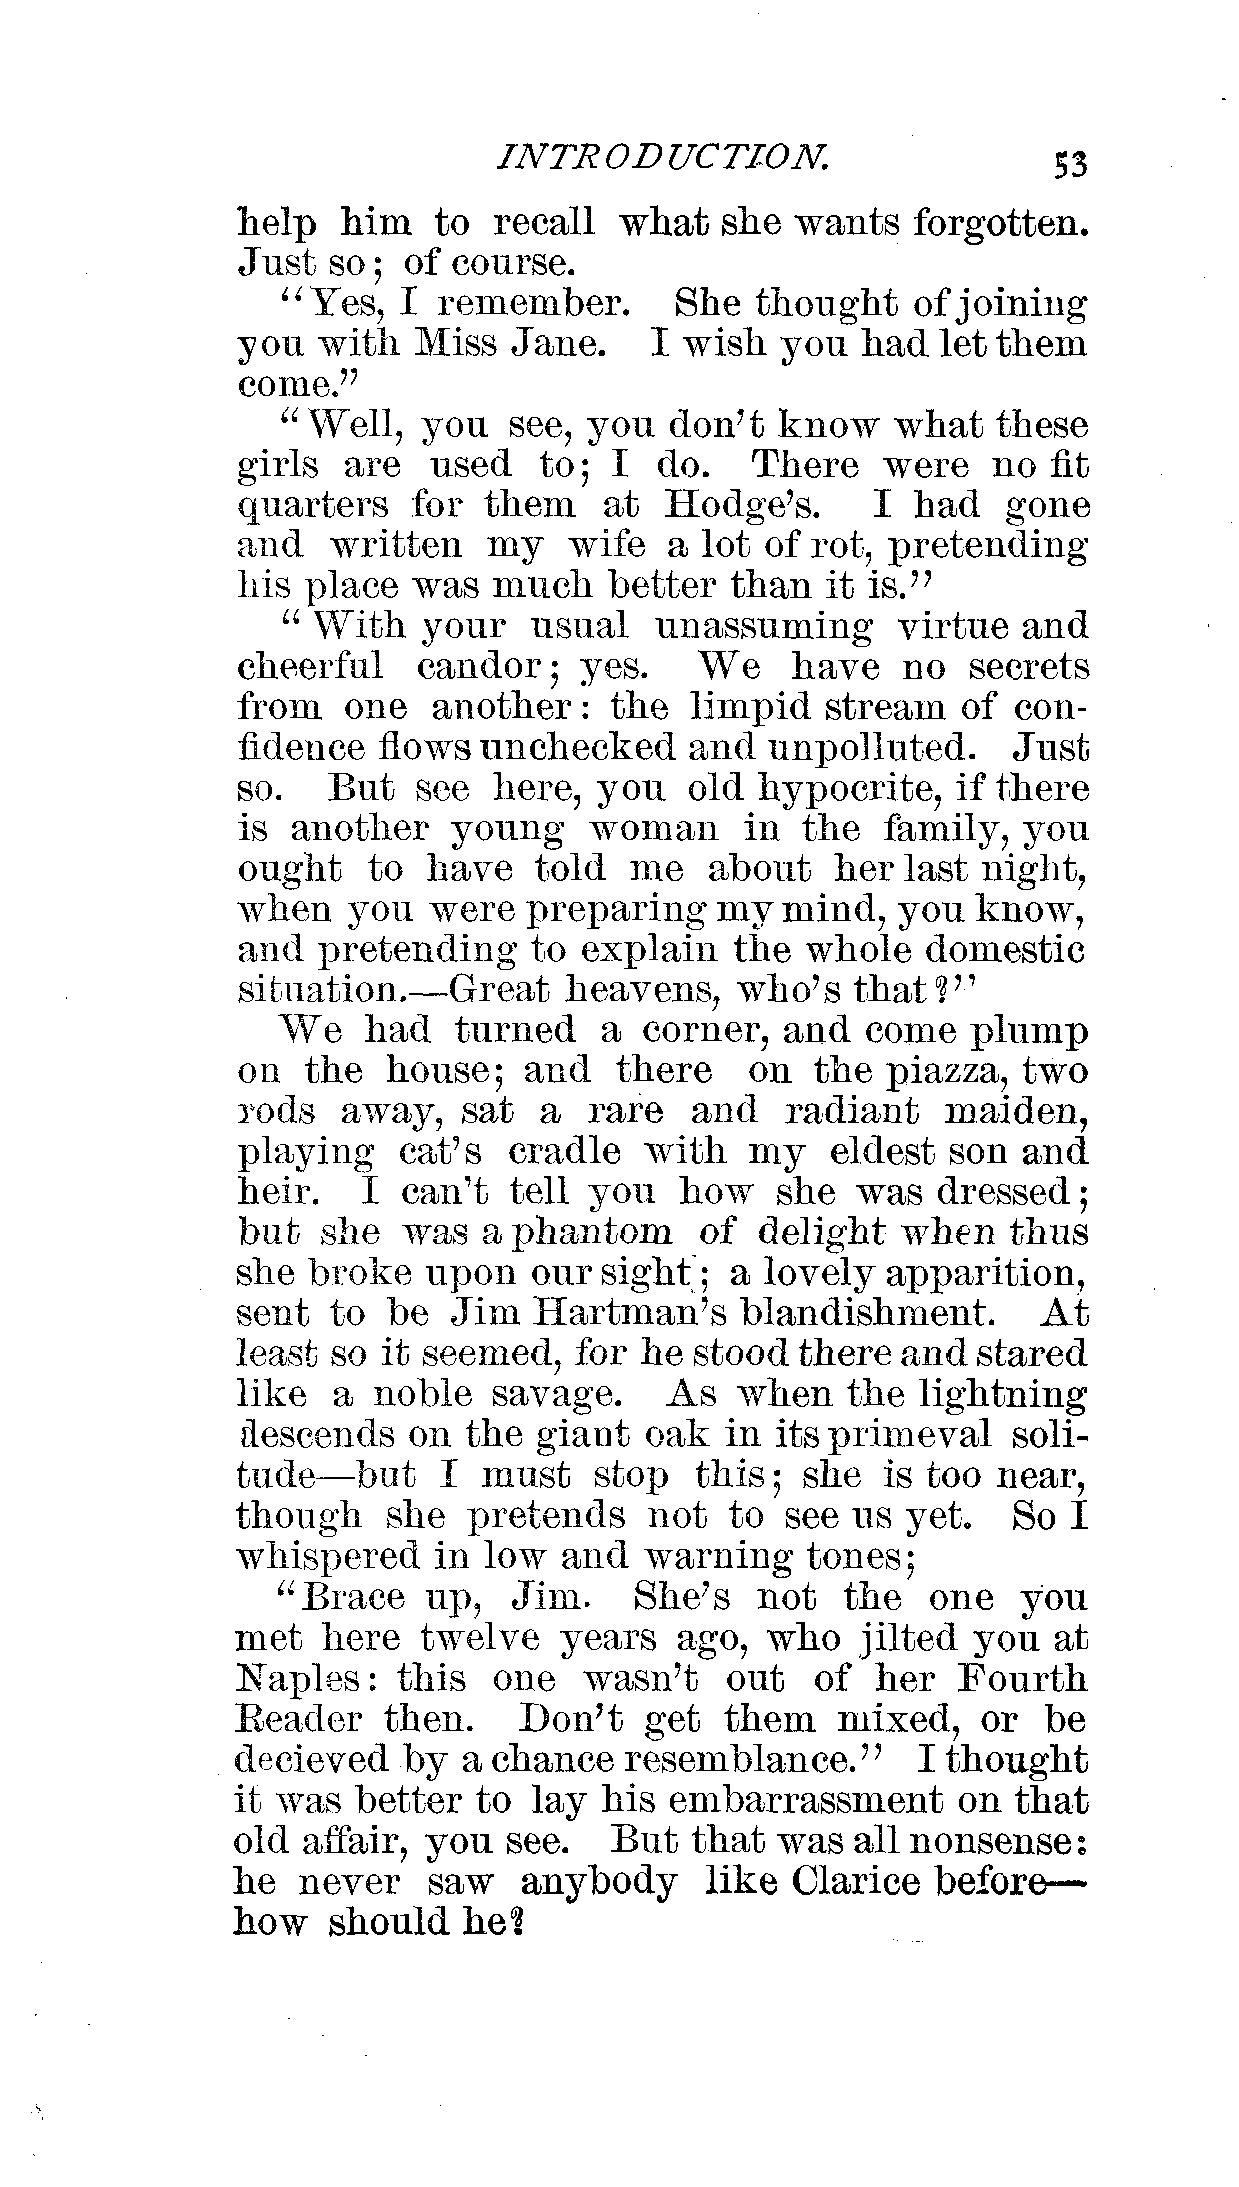 INTRODUCTION. 53
help him to recall what she wants forgotten.
Just so; of course.
"Yes, I remember. She thought of joining
you with Miss Jane. I wish you had let them
come."
"Well, you see, you don't know what these
girls are used to; I do. There were no fit
quarters for them at Hodge's. I had gone
and written my wife a lot of rot, pretending
his place was much better than it is."
"With your usual unassuming virtue and
cheerful candor; yes. We have no secrets
from one another: the limpid stream of con-
fidence flows unchecked and unpolluted. Just
so. But see here, you old hypocrite, if there
is another young woman in the family, you
ought to have told me about her last night,
when you were preparing my mind, you know,
and pretending to explain the whole domestic
situation.—Great heavens, who's that?"
We had turned a corner, and come plump
on the house; and there on the piazza, two
rods away, sat a rare and radiant maiden,
playing cat's cradle with my eldest son and
heir. I can't tell you how she was dressed;
but she was a phantom of delight when thus
she broke upon our sight; a lovely apparition,
sent to be Jim Hartman's blandishment. At
least so it seemed, for he stood there and stared
like a noble savage. As when the lightning
descends on the giant oak in its primeval soli-
tude—but I must stop this; she is too near,
though she pretends not to see us yet. So I
whispered in low and warning tones;
"Brace up, Jim. She's not the one you
met here twelve years ago, who jilted you at
Naples: this one wasn't out of her Fourth
Reader then. Don't get them mixed, or be
decieved by a chance resemblance." I thought
it was better to lay his embarrassment on that
old affair, you see. But that was all nonsense:
he never saw anybody like Clarice before—
how should he?